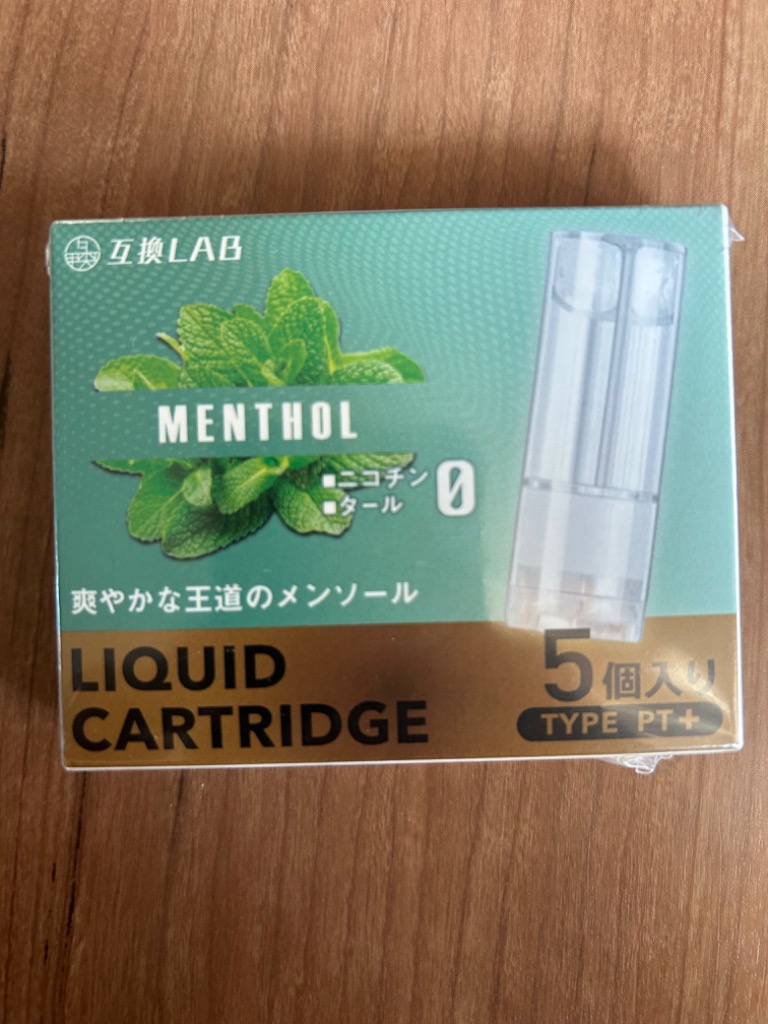 互換LAB
MENTHOL
■ニコチン
■タール
0
爽やかな王道のメンソール
LIQUID
CARTRIDGE
5個入り
TYPE PT+